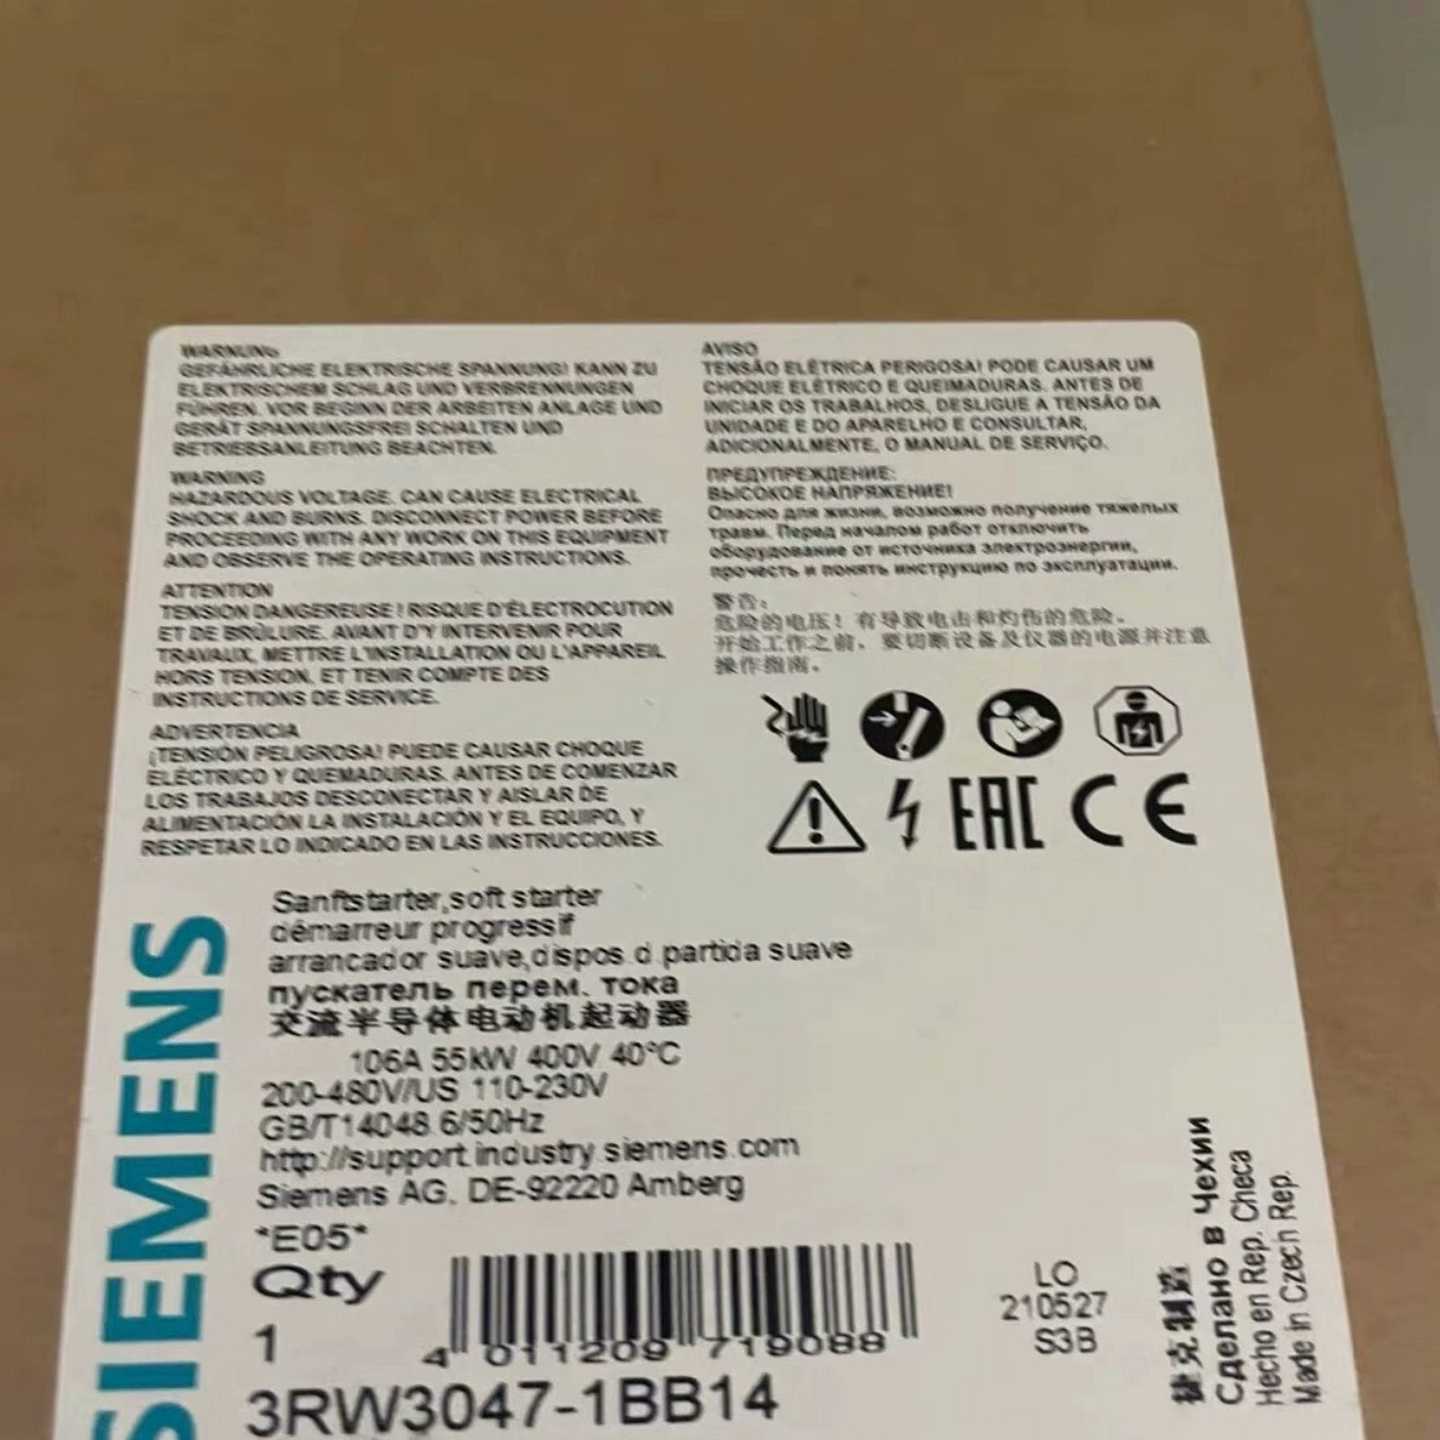 WARNUNG
GEFÄHRLICHE ELEKTRISCHE SPANNUNG! KANN ZU
ELEKTRISCHEM SCHLAG UND VERBRENNUNGEN
FÜHREN. VOR BEGINN DER ARBEITEN ANLAGE UND
GERÄT SPANNUNGSFREI SCHALTEN UND
BETRIEBSANLEITUNG BEACHTEN.
WARNING
HAZARDOUS VOLTAGE. CAN CAUSE ELECTRICAL
SHOCK AND BURNS. DISCONNECT POWER BEFORE
PROCEEDING WITH ANY WORK ON THIS EQUIPMENT
AND OBSERVE THE OPERATING INSTRUCTIONS.
ATTENTION
TENSION DANGEREUSE ! RISQUE D'ÉLECTROCUTION
ET DE BRÛLURE. AVANT D'Y INTERVENIR POUR
TRAVAUX, METTRE L'INSTALLATION OU L'APPAREIL
HORS TENSION, ET TENIR COMPTE DES
INSTRUCTIONS DE SERVICE.
ADVERTENCIA
¡TENSIÓN PELIGROSA! PUEDE CAUSAR CHOQUE
ELÉCTRICO Y QUEMADURAS. ANTES DE COMENZAR
LOS TRABAJOS DESCONECTAR Y AISLAR DE
ALIMENTACIÓN LA INSTALACIÓN Y EL EQUIPO, Y
RESPETAR LO INDICADO EN LAS INSTRUCCIONES.
AVISO
TENSÃO ELÉTRICA PERIGOSA! PODE CAUSAR UM
CHOQUE ELÉTRICO E QUEIMADURAS. ANTES DE
INICIAR OS TRABALHOS, DESLIGUE A TENSÃO DA
UNIDADE E DO APARELHO E CONSULTAR,
ADICIONALMENTE, O MANUAL DE SERVIÇO.
ПРЕДУПРЕЖДЕНИЕ:
ВЫСОКОЕ НАПРЯЖЕНИЕ!
Опасно для жизни, возможно получение тяжелых
травм. Перед началом работ отключить
оборудование от источника электроэнергии,
прочесть и понять инструкцию по эксплуатации.
警告:
危险的电压！有导致电击和灼伤的危险。
开始工作之前，要切断设备及仪器的电源并注意
操作指南。
EAC CE
SIEMENS
Sanftstarter,soft starter
démarreur progressif
arrancador suave,dispos.d.partida suave
пускатель перем. тока
交流半导体电动机起动器
106A 55kW 400V 40°C
200-480V/US 110-230V
GB/T14048.6/50Hz
http://support.industry.siemens.com
Siemens AG, DE-92220 Amberg
*E05*
Qty
1
4 011209 719088
3RW3047-1BB14
LO
210527
S3B
捷克制造
Сделано в Чехии
Hecho en Rep. Checa
Made in Czech Rep.